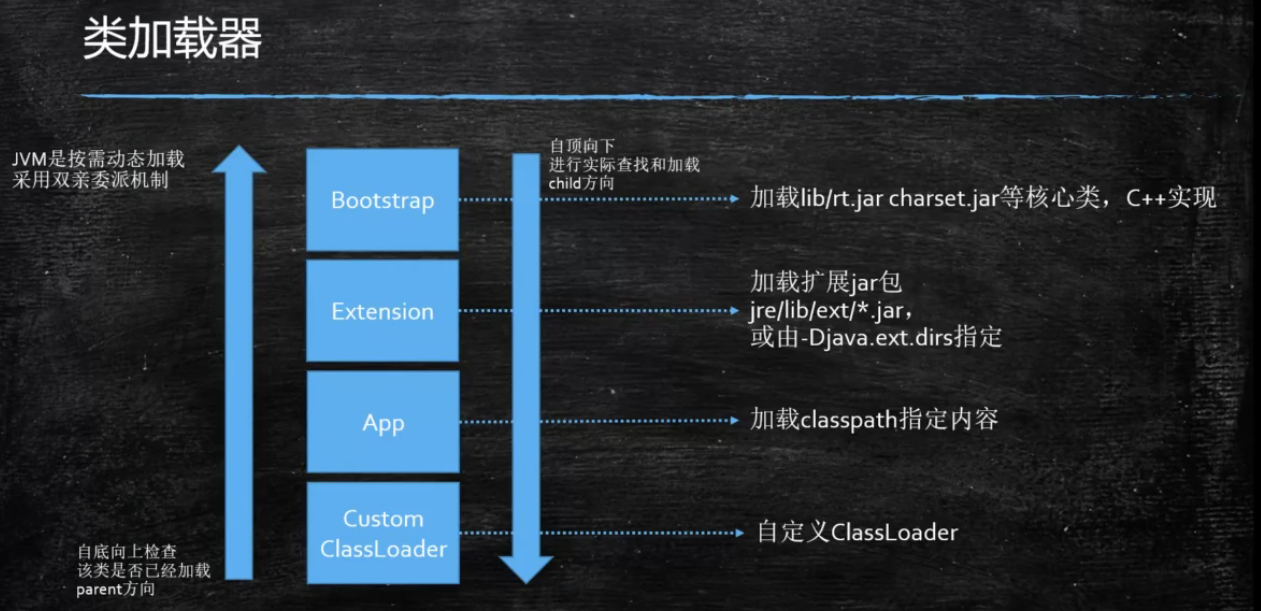 类加载器
JVM是按需动态加载
采用双亲委派机制
自顶向下
进行实际查找和加载
child方向
Bootstrap
加载lib/rt.jar charset.jar等核心类，C++实现
Extension
加载扩展jar包
jre/lib/ext/*.jar，
或由-Djava.ext.dirs指定
App
加载classpath指定内容
Custom
ClassLoader
自定义ClassLoader
自底向上检查
该类是否已经加载
parent方向